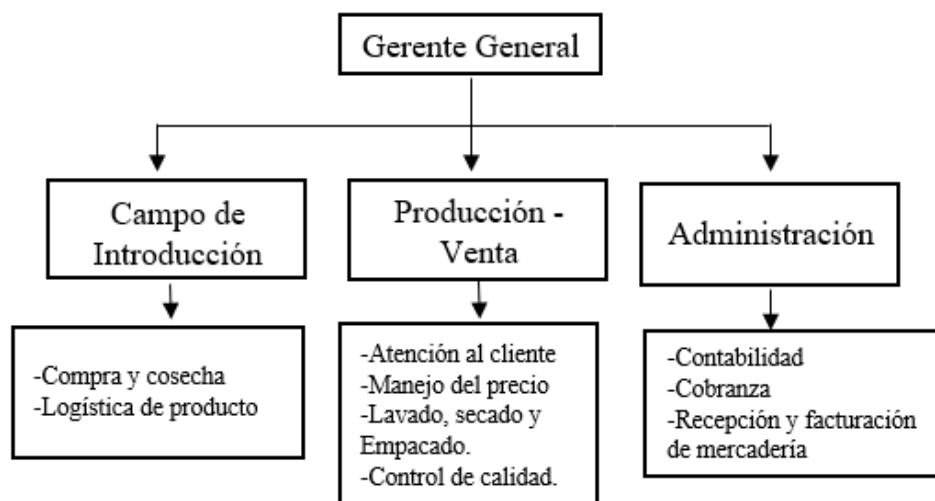 Gerente General
Campo de
Introducción
Producción -
Venta
Administración
-Compra y cosecha
-Logística de producto
-Atención al cliente
-Manejo del precio
-Lavado, secado y
Empacado.
-Control de calidad.
-Contabilidad
-Cobranza
-Recepción y facturación
de mercadería